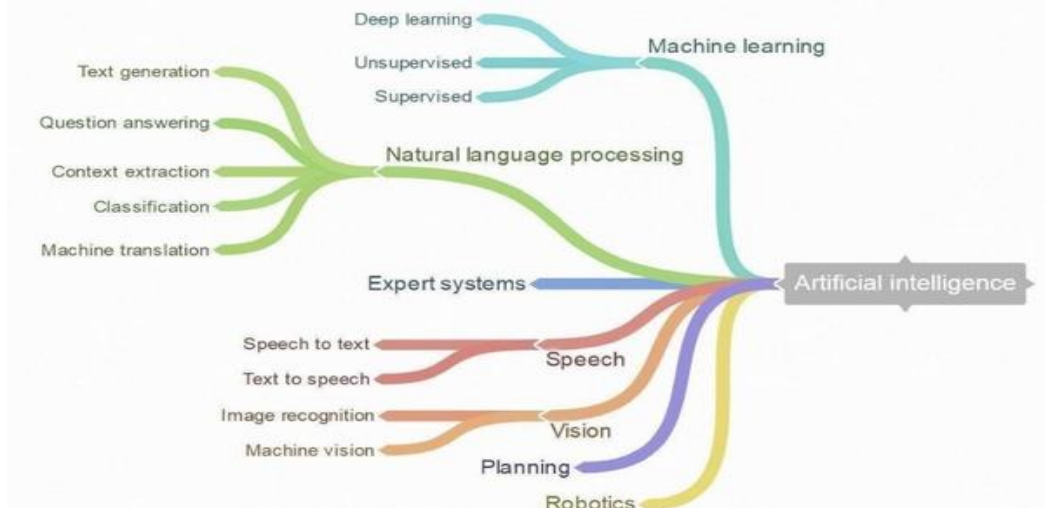 Deep learning
Unsupervised
Supervised
Machine learning
Text generation
Question answering
Context extraction
Classification
Machine translation
Natural language processing
Expert systems
Artificial intelligence
Speech to text
Text to speech
Speech
Image recognition
Machine vision
Vision
Planning
Robotics